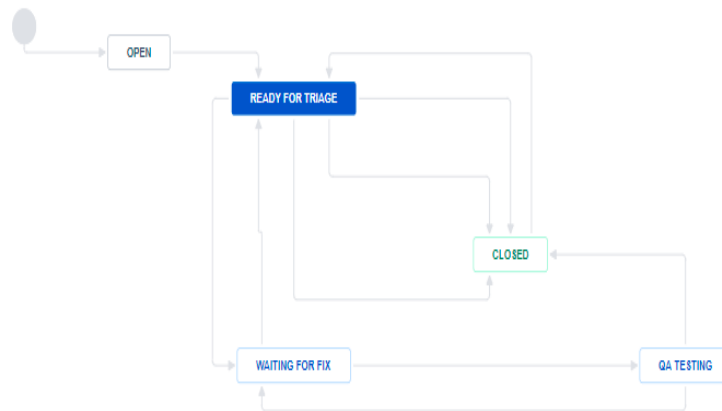 OPEN
READY FOR TRIAGE
CLOSED
WAITING FOR FIX
QA TESTING